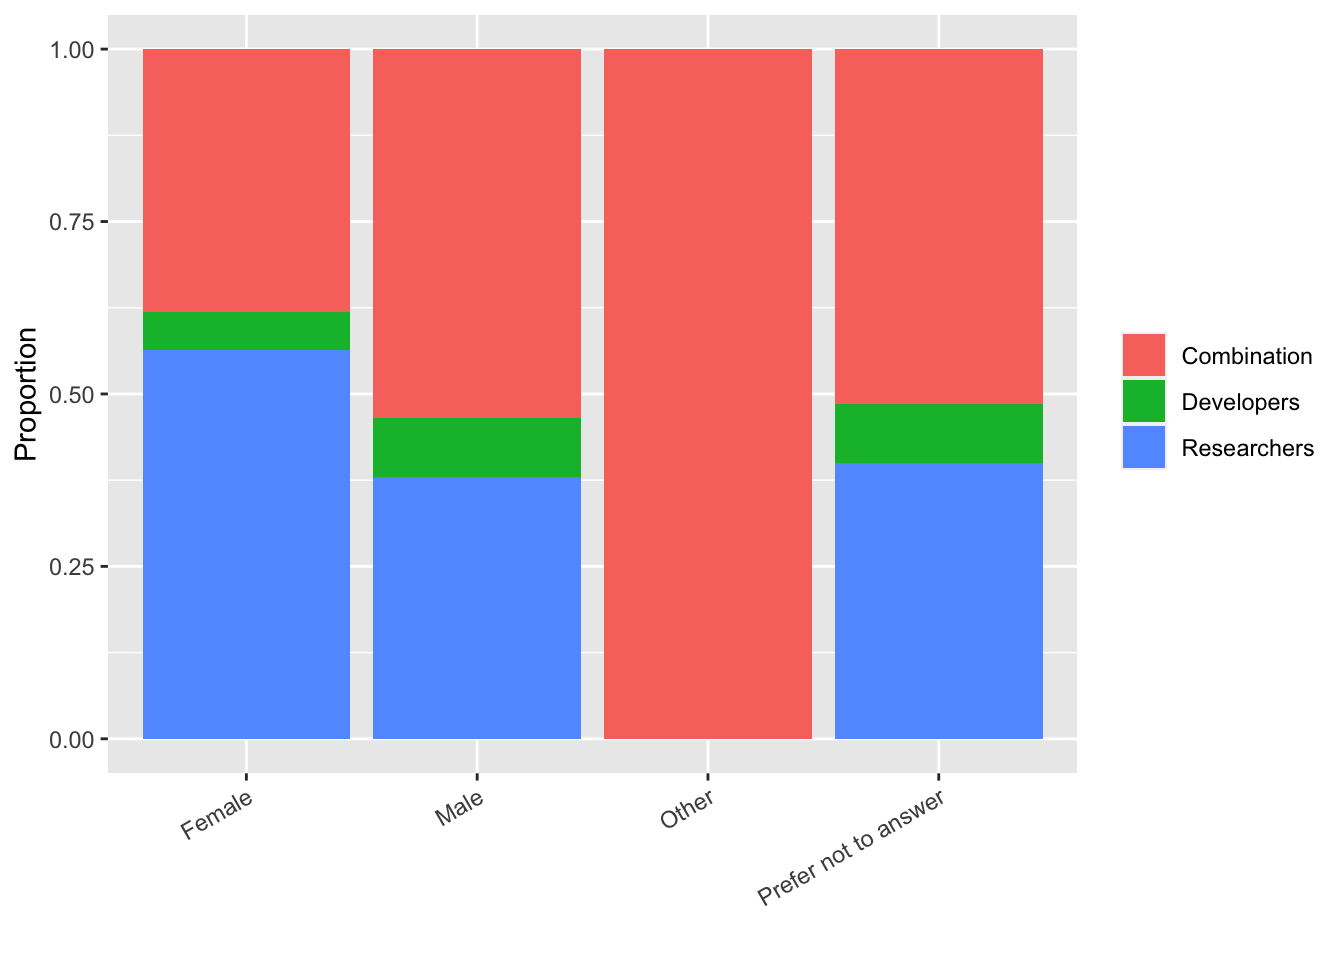 Proportion
1.00
0.75
0.50
0.25
0.00
Female
Male
Other
Prefer not to answer
Combination
Developers
Researchers